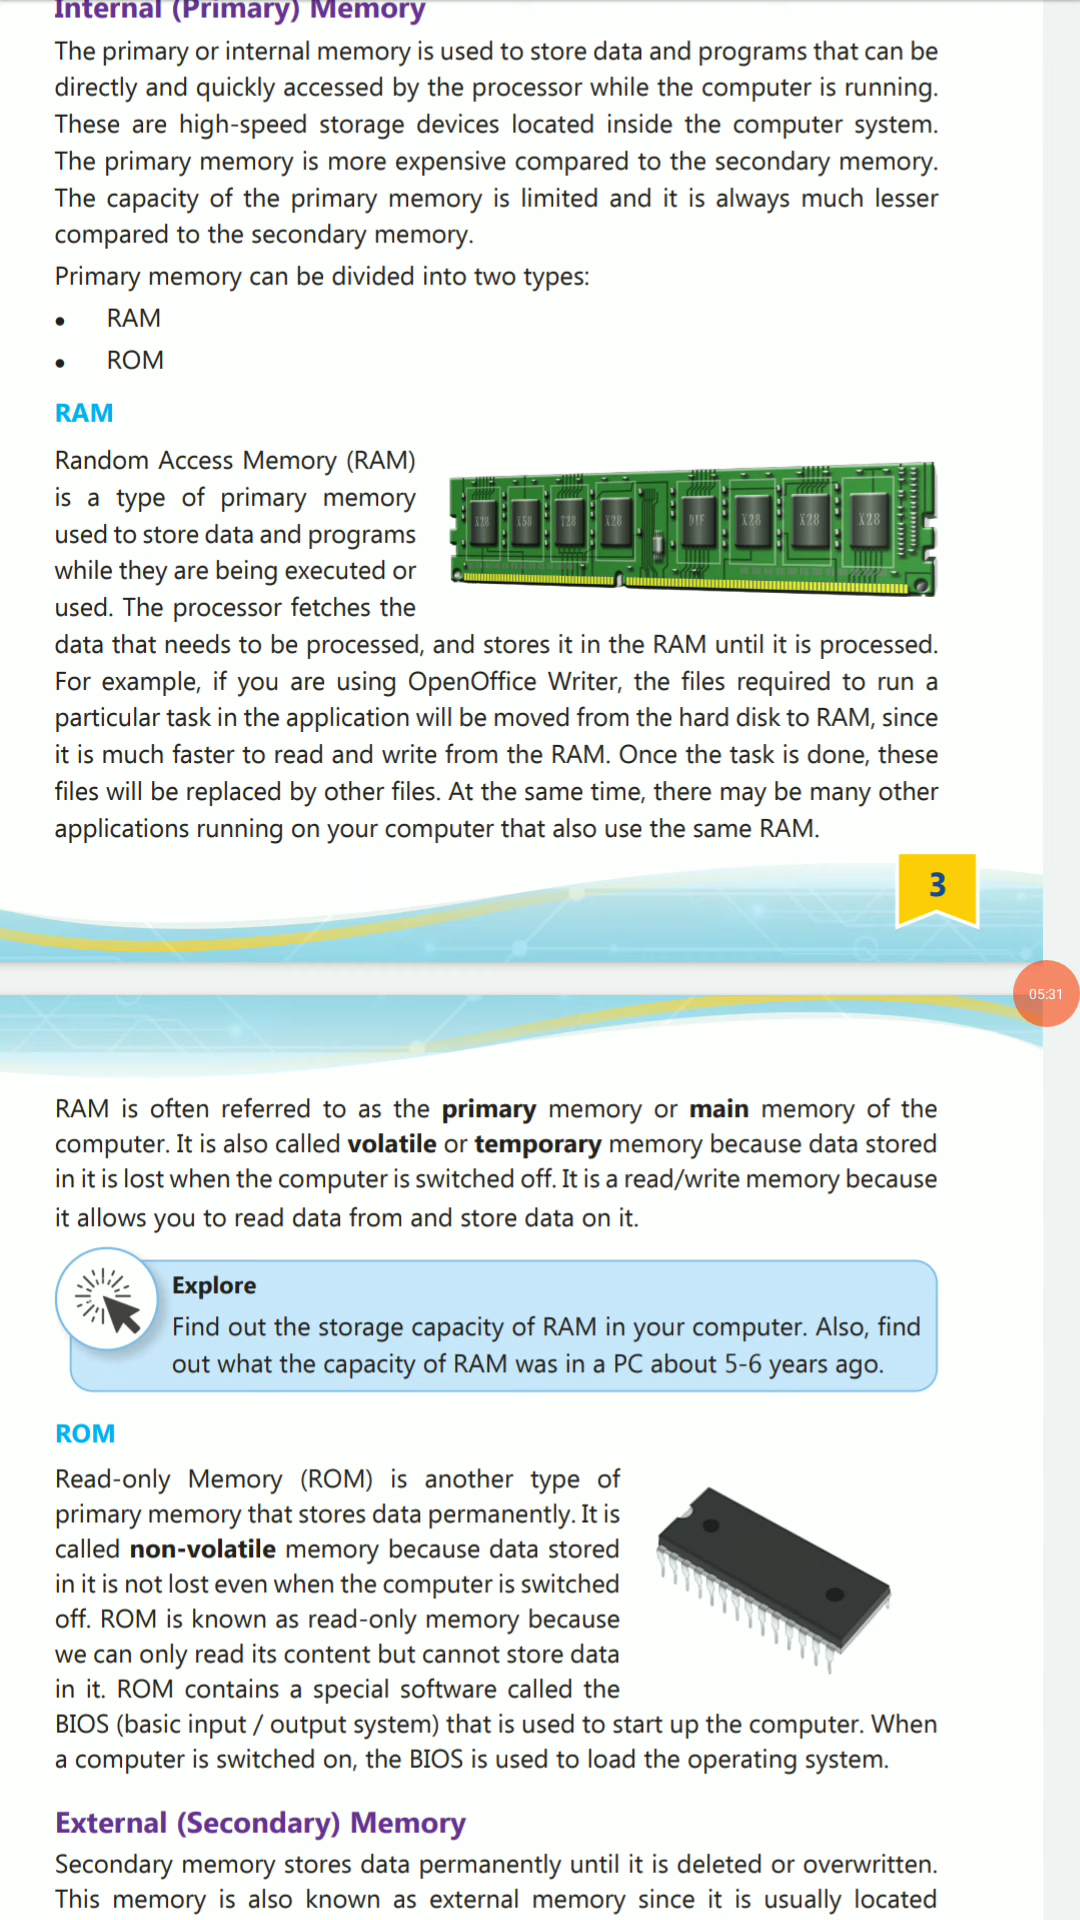 Internal (Primary) Memory
The primary or internal memory is used to store data and programs that can be
directly and quickly accessed by the processor while the computer is running.
These are high-speed storage devices located inside the computer system.
The primary memory is more expensive compared to the secondary memory.
The capacity of the primary memory is limited and it is always much lesser
compared to the secondary memory.
Primary memory can be divided into two types:
• RAM
• ROM
RAM
Random Access Memory (RAM)
is a type of primary memory
used to store data and programs
while they are being executed or
used. The processor fetches the
X28 X58 T28 X28 D1F X28 X28 X28
data that needs to be processed, and stores it in the RAM until it is processed.
For example, if you are using OpenOffice Writer, the files required to run a
particular task in the application will be moved from the hard disk to RAM, since
it is much faster to read and write from the RAM. Once the task is done, these
files will be replaced by other files. At the same time, there may be many other
applications running on your computer that also use the same RAM.
3
05:31
RAM is often referred to as the primary memory or main memory of the
computer. It is also called volatile or temporary memory because data stored
in it is lost when the computer is switched off. It is a read/write memory because
it allows you to read data from and store data on it.
Explore
Find out the storage capacity of RAM in your computer. Also, find
out what the capacity of RAM was in a PC about 5-6 years ago.
ROM
Read-only Memory (ROM) is another type of
primary memory that stores data permanently. It is
called non-volatile memory because data stored
in it is not lost even when the computer is switched
off. ROM is known as read-only memory because
we can only read its content but cannot store data
in it. ROM contains a special software called the
BIOS (basic input / output system) that is used to start up the computer. When
a computer is switched on, the BIOS is used to load the operating system.
External (Secondary) Memory
Secondary memory stores data permanently until it is deleted or overwritten.
This memory is also known as external memory since it is usually located